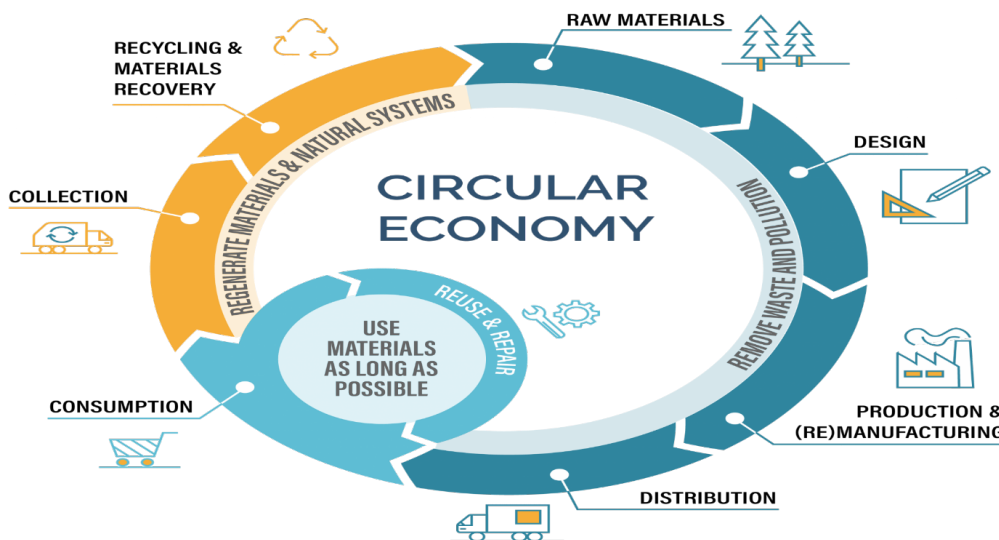 RAW MATERIALS
RECYCLING &
MATERIALS
RECOVERY
REGENERATE MATERIALS & NATURAL SYSTEMS
DESIGN
CIRCULAR
ECONOMY
COLLECTION
REMOVE WASTE AND POLLUTION
REUSE & REPAIR
USE
MATERIALS
AS LONG AS
POSSIBLE
CONSUMPTION
PRODUCTION &
(RE)MANUFACTURING
DISTRIBUTION